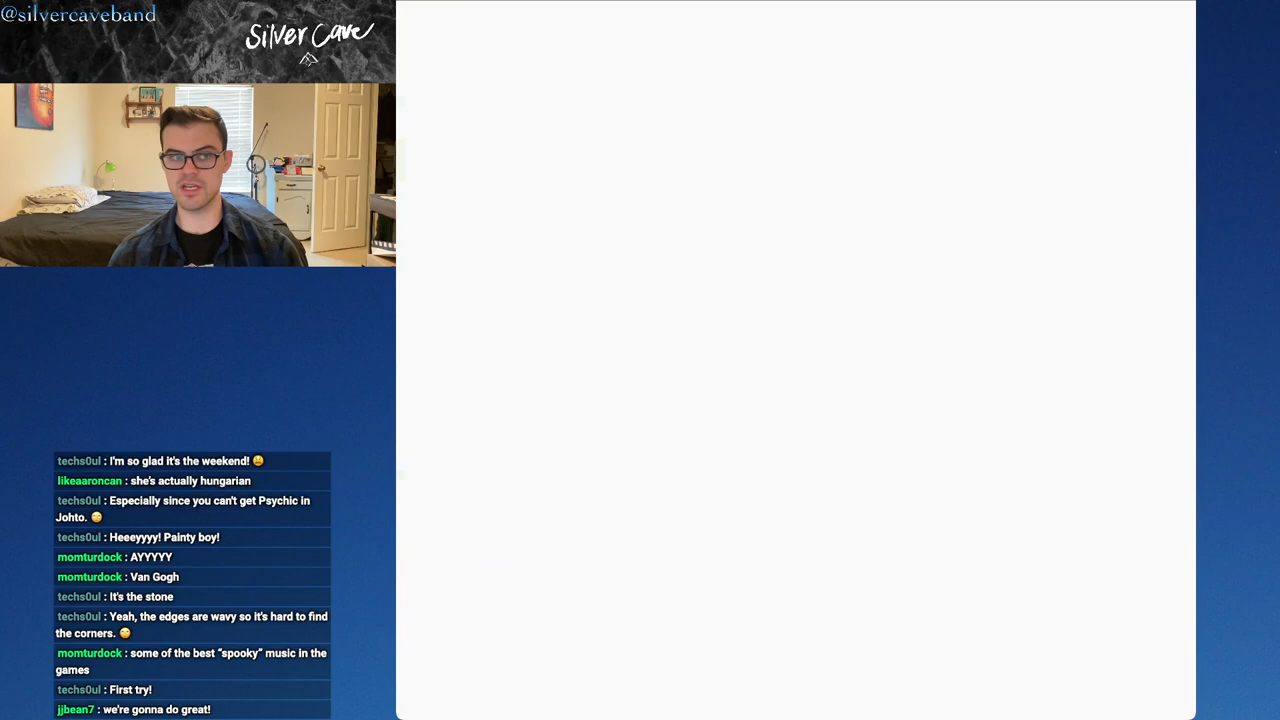 @silvercaveband
Silver Cave
techs0ul : I'm so glad it's the weekend! 😩
likeaaroncan : she's actually hungarian
techs0ul : Especially since you can't get Psychic in
Johto. 🙄
techs0ul : Heeeyyyy! Painty boy!
momturdock : AYYYYY
momturdock : Van Gogh
techs0ul : It's the stone
techs0ul : Yeah, the edges are wavy so it's hard to find
the corners. 🙄
momturdock : some of the best “spooky” music in the
games
techs0ul : First try!
jjbean7 : we're gonna do great!